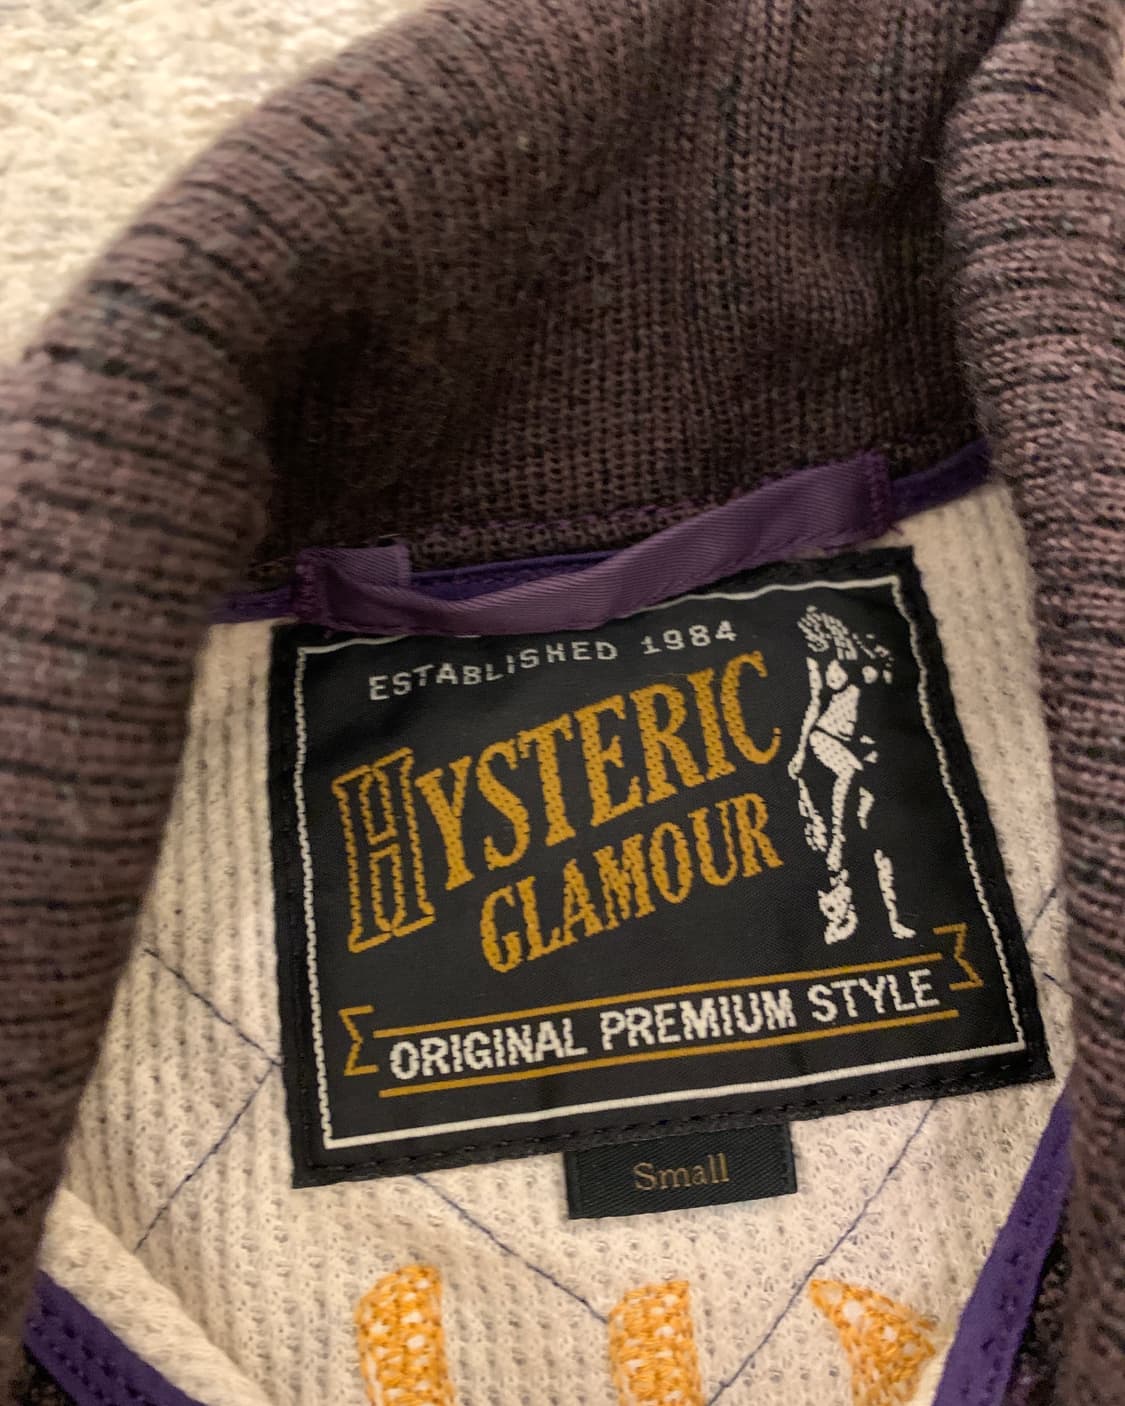 ESTABLISHED 1984
HYSTERIC
GLAMOUR
ORIGINAL PREMIUM STYLE
Small